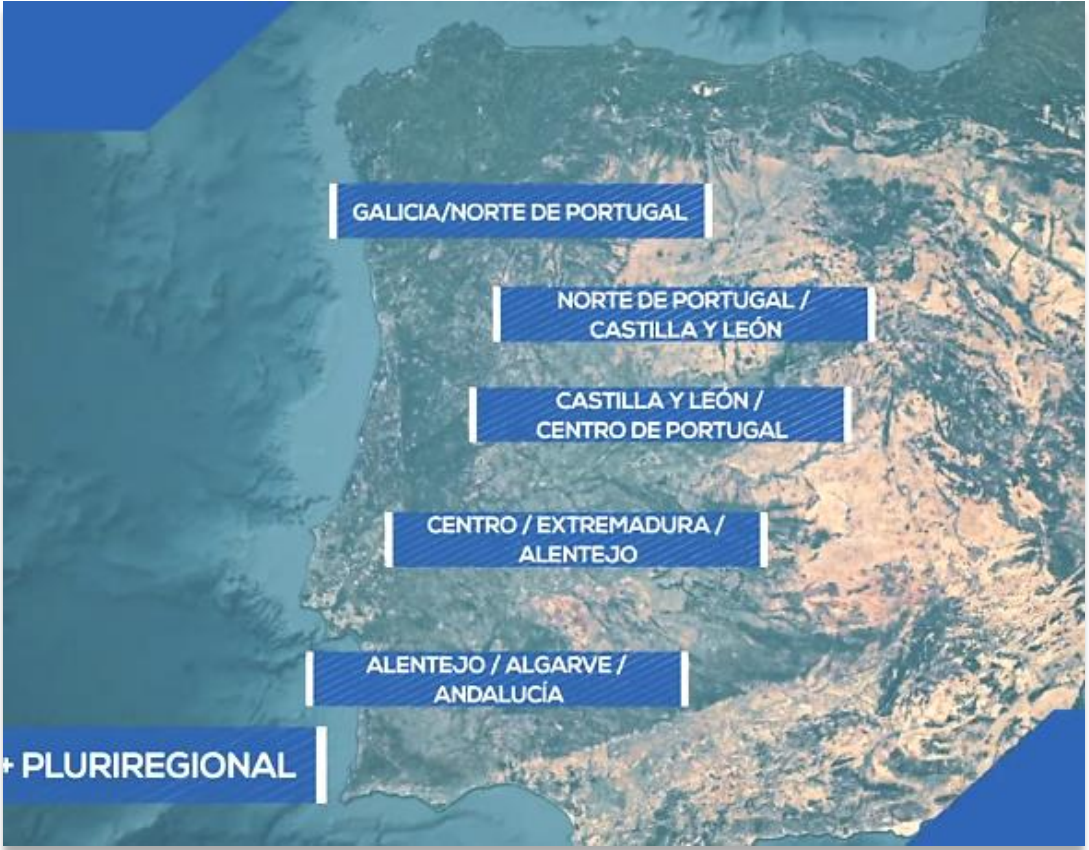 GALICIA/NORTE DE PORTUGAL
NORTE DE PORTUGAL /
CASTILLA Y LEÓN
CASTILLA Y LEÓN /
CENTRO DE PORTUGAL
CENTRO / EXTREMADURA /
ALENTEJO
ALENTEJO / ALGARVE /
ANDALUCÍA
+ PLURIREGIONAL